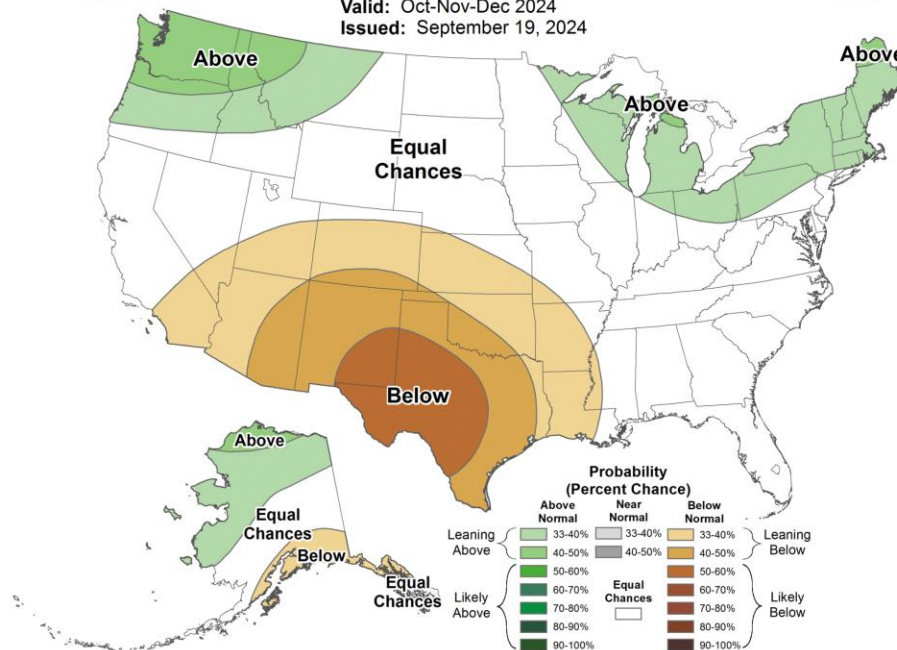 Valid: Oct-Nov-Dec 2024
Issued: September 19, 2024
Above
Above
Above
Equal
Chances
Below
Above
Equal
Chances
Below
Equal
Chances
Probability
(Percent Chance)
Above
Normal
Near
Normal
Below
Normal
Leaning
Above
33-40%
33-40%
33-40%
Leaning
Below
40-50%
40-50%
40-50%
Likely
Above
50-60%
60-70%
70-80%
80-90%
90-100%
Equal
Chances
50-60%
60-70%
70-80%
80-90%
90-100%
Likely
Below